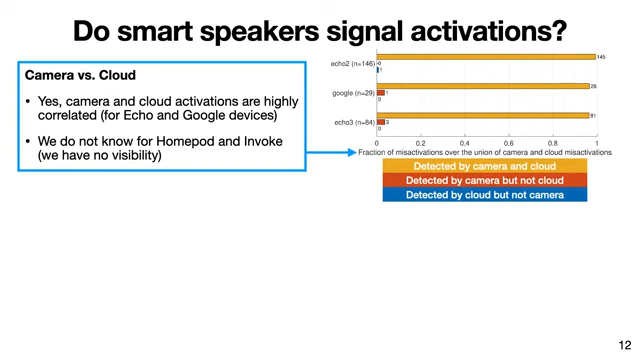 Do smart speakers signal activations?
Camera vs. Cloud
• Yes, camera and cloud activations are highly
correlated (for Echo and Google devices)
• We do not know for Homepod and Invoke
(we have no visibility)
145
echo2 (n=146) 0
1
28
google (n=29) 1
0
81
echo3 (n=84) 3
0
0 0.2 0.4 0.6 0.8 1
Fraction of misactivations over the union of camera and cloud misactivations
Detected by camera and cloud
Detected by camera but not cloud
Detected by cloud but not camera
12